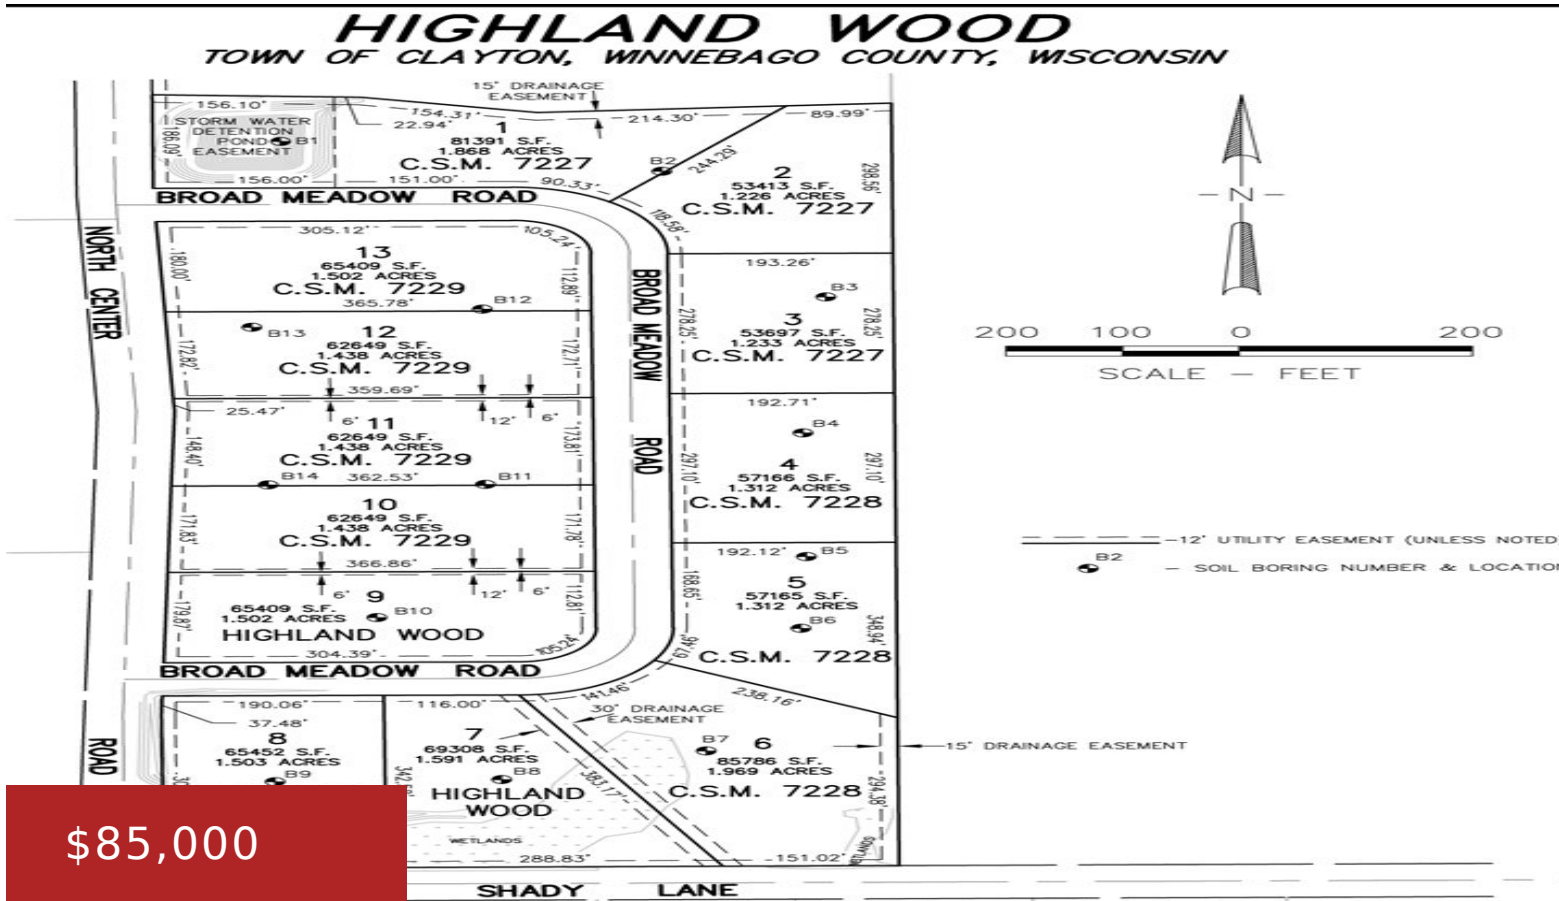 HIGHLAND WOOD
TOWN OF CLAYTON, WINNEBAGO COUNTY, WISCONSIN
15' DRAINAGE
EASEMENT
156.10'
154.31'
22.94'
214.30'
89.99'
STORM WATER
DETENTION
POND
EASEMENT
B1
186.09'
1
81391 S.F.
1.868 ACRES
C.S.M. 7227
156.00'
151.00'
90.33'
B2
244.29'
2
53413 S.F.
1.226 ACRES
C.S.M. 7227
298.56'
118.58'
BROAD MEADOW ROAD
N
305.12'
105.24'
13
65409 S.F.
1.502 ACRES
C.S.M. 7229
365.78'
180.00'
112.89'
B12
193.26'
B3
3
53697 S.F.
1.233 ACRES
C.S.M. 7227
278.25'
278.25'
NORTH CENTER
ROAD
BROAD MEADOW
ROAD
B13
12
62649 S.F.
1.438 ACRES
C.S.M. 7229
359.69'
172.82'
172.71'
200 100 0 200
SCALE - FEET
25.47'
6'
12'
6'
11
62649 S.F.
1.438 ACRES
C.S.M. 7229
148.40'
173.81'
B14
362.53'
B11
192.71'
B4
4
57166 S.F.
1.312 ACRES
C.S.M. 7228
297.10'
297.10'
10
62649 S.F.
1.438 ACRES
C.S.M. 7229
366.86'
171.83'
171.78'
192.12'
B5
5
57165 S.F.
1.312 ACRES
B6
C.S.M. 7228
168.65'
348.94'
67.46'
12' UTILITY EASEMENT (UNLESS NOTED
B2
- SOIL BORING NUMBER & LOCATIO
6'
12'
6'
9
65409 S.F.
1.502 ACRES
B10
HIGHLAND WOOD
179.87'
112.81'
304.39'
105.24'
BROAD MEADOW ROAD
190.06'
37.48'
8
65452 S.F.
1.503 ACRES
B9
116.00'
7
69308 S.F.
1.591 ACRES
B8
HIGHLAND
WOOD
141.46'
30' DRAINAGE
EASEMENT
383.17'
238.16'
B7
6
85786 S.F.
1.969 ACRES
C.S.M. 7228
294.38'
15' DRAINAGE EASEMENT
WETLANDS
WETLANDS
288.83'
151.02'
SHADY LANE
$85,000